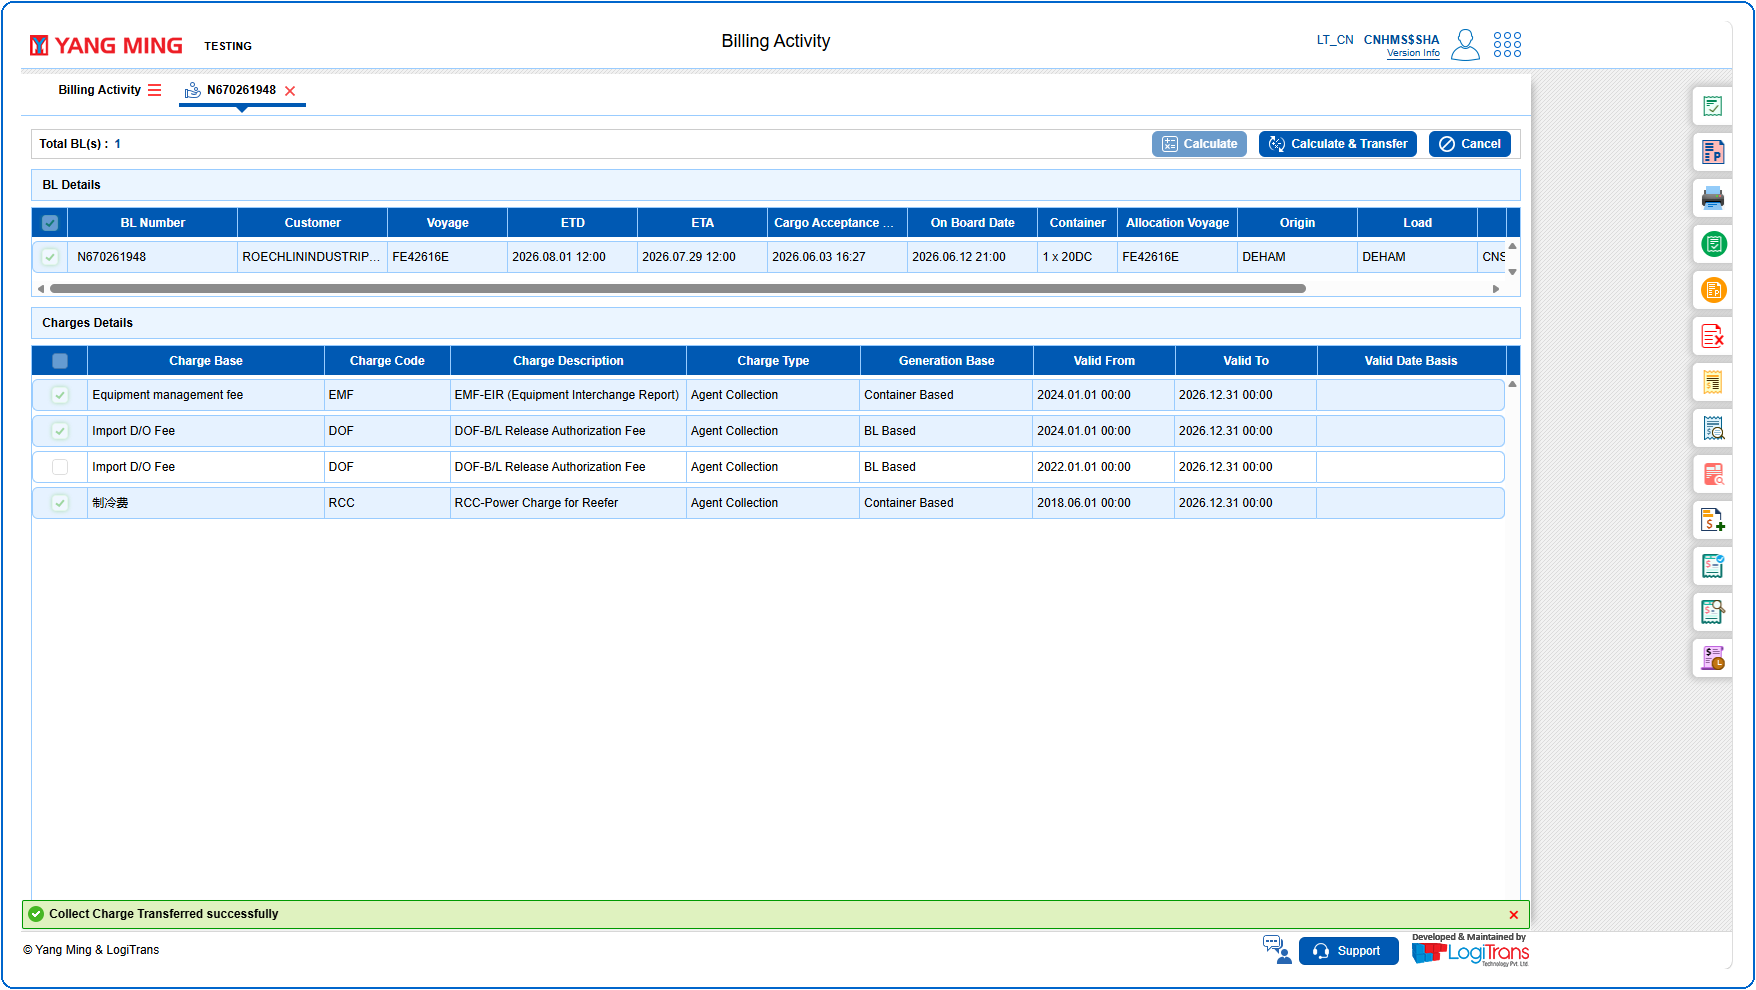 YANG MING TESTING
Billing Activity
LT_CN CNHMS$SHA
Version Info
Billing Activity N670261948
Total BL(s) : 1
Calculate Calculate & Transfer Cancel
BL Details
BL Number Customer Voyage ETD ETA Cargo Acceptance ... On Board Date Container Allocation Voyage Origin Load
N670261948 ROECHLININDUSTRIP... FE42616E 2026.08.01 12:00 2026.07.29 12:00 2026.06.03 16:27 2026.06.12 21:00 1 x 20DC FE42616E DEHAM DEHAM CNS
Charges Details
Charge Base Charge Code Charge Description Charge Type Generation Base Valid From Valid To Valid Date Basis
Equipment management fee EMF EMF-EIR (Equipment Interchange Report) Agent Collection Container Based 2024.01.01 00:00 2026.12.31 00:00
Import D/O Fee DOF DOF-B/L Release Authorization Fee Agent Collection BL Based 2024.01.01 00:00 2026.12.31 00:00
Import D/O Fee DOF DOF-B/L Release Authorization Fee Agent Collection BL Based 2022.01.01 00:00 2026.12.31 00:00
制冷费 RCC RCC-Power Charge for Reefer Agent Collection Container Based 2018.06.01 00:00 2026.12.31 00:00
Collect Charge Transferred successfully
© Yang Ming & LogiTrans
Support
Developed & Maintained by
LogiTrans
Technology Pvt. Ltd.